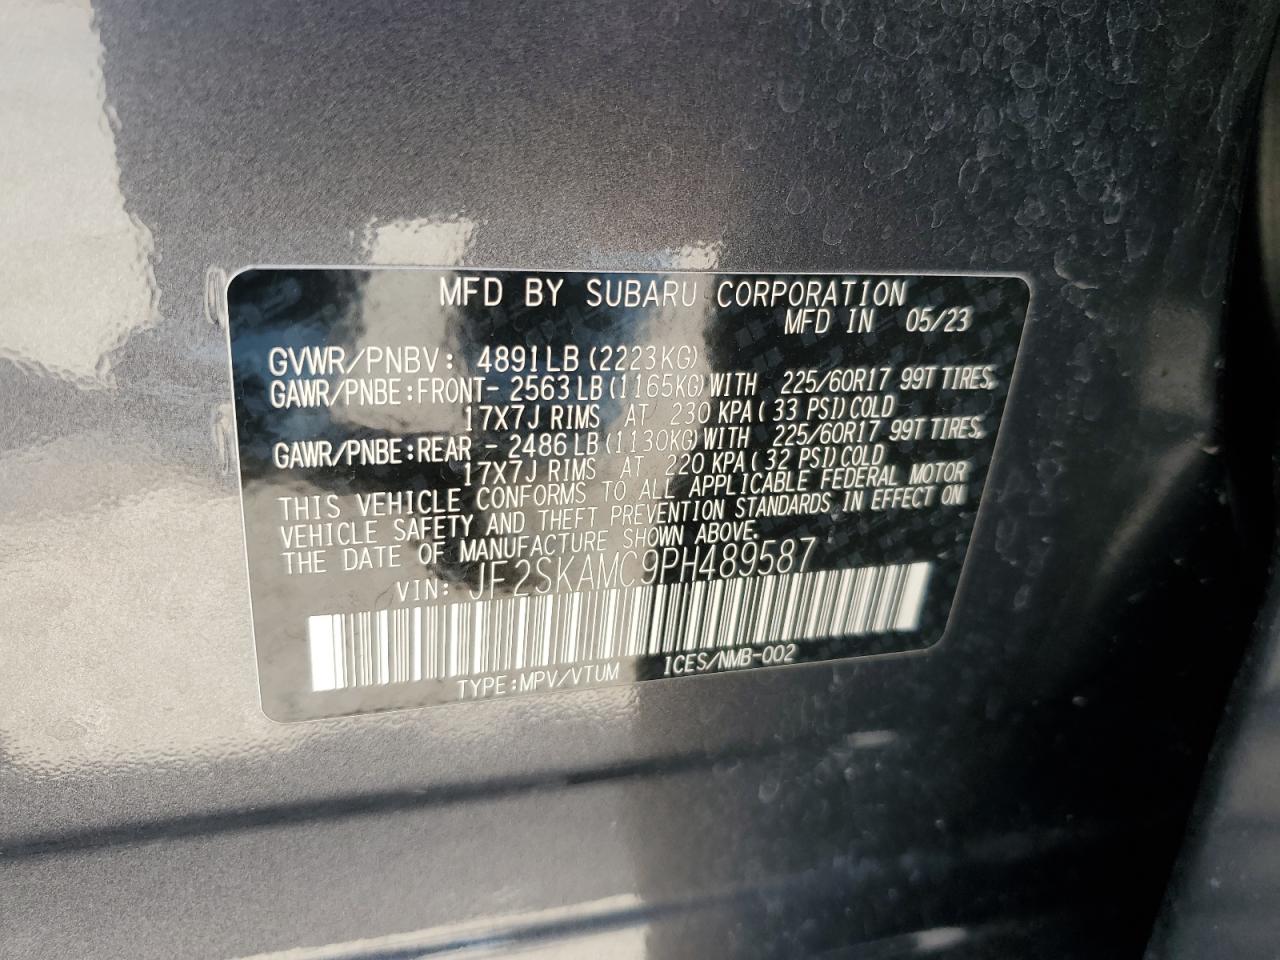 MFD BY SUBARU CORPORATION
MFD IN 05/23
GVWR/PNBV: 4891LB (2223KG)
GAWR/PNBE:FRONT- 2563LB (1165KG) WITH 225/60R17 99T TIRES,
17X7J RIMS AT 230 KPA (33 PSI) COLD
GAWR/PNBE:REAR - 2486LB (1130KG) WITH 225/60R17 99T TIRES,
17X7J RIMS AT 220 KPA (32 PSI) COLD
THIS VEHICLE CONFORMS TO ALL APPLICABLE FEDERAL MOTOR
VEHICLE SAFETY AND THEFT PREVENTION STANDARDS IN EFFECT ON
THE DATE OF MANUFACTURE SHOWN ABOVE.
VIN: JF2SKAMC9PH489587
TYPE:MPV/VTUM ICES/NMB-002